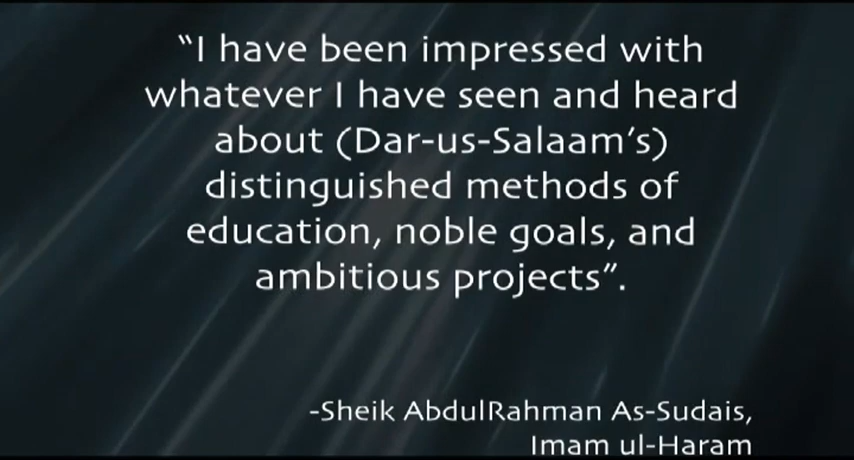 “I have been impressed with
whatever I have seen and heard
about (Dar-us-Salaam’s)
distinguished methods of
education, noble goals, and
ambitious projects”.
-Sheik AbdulRahman As-Sudais,
Imam ul-Haram